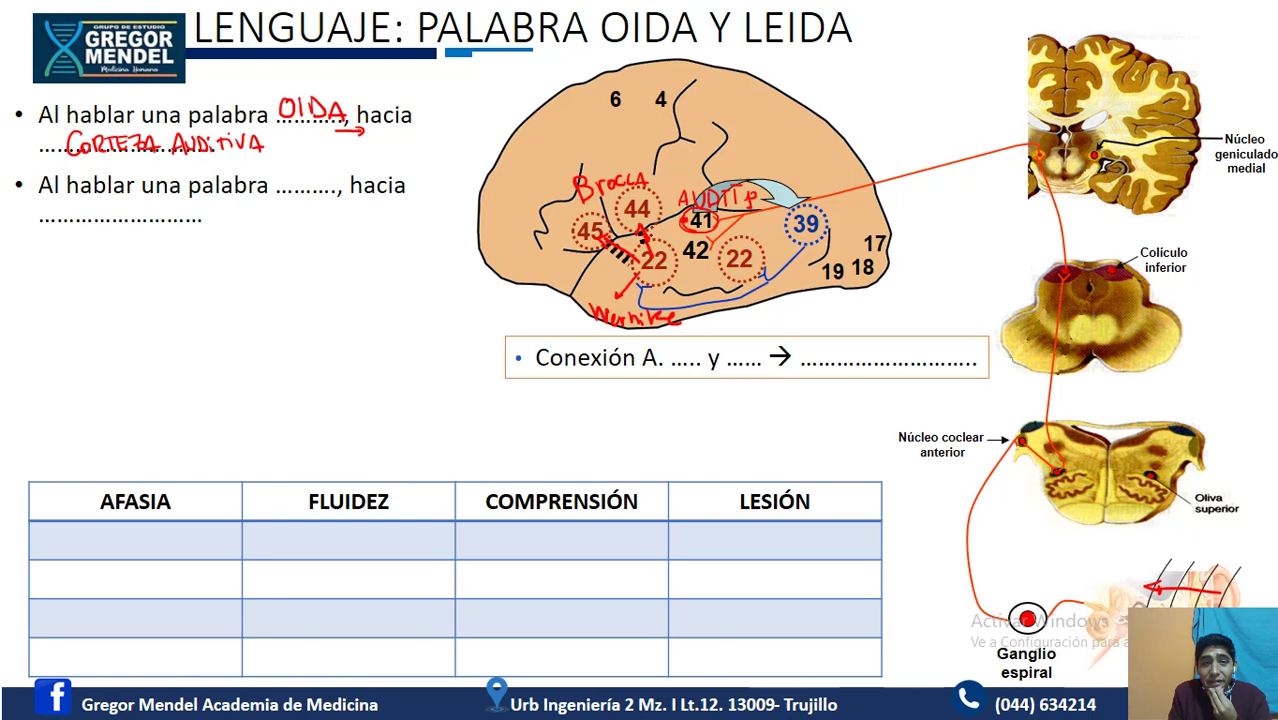 GRUPO DE ESTUDIO
GREGOR
MENDEL
Medicina Humana
LENGUAJE: PALABRA OIDA Y LEIDA
• Al hablar una palabra ……….., hacia
OIDA
………………………
CORTEZA AUDITIVA
• Al hablar una palabra ………., hacia
………………………
6 4
Brocca
44
45
AUDITIP
41
42
22
22
39
17
18
19
Wernike
• Conexión A. ….. y …… → ………………………..
Núcleo
geniculado
medial
Colículo
inferior
Núcleo coclear
anterior
Oliva
superior
Ganglio
espiral
AFASIA FLUIDEZ COMPRENSIÓN LESIÓN
Activar Windows
Ve a Configuración para
Gregor Mendel Academia de Medicina
Urb Ingeniería 2 Mz. I Lt.12. 13009- Trujillo
(044) 634214